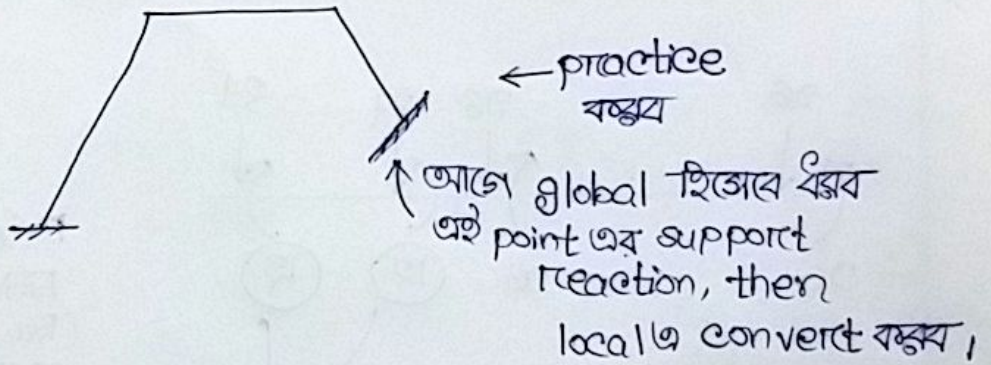 ← practice
করব
আগে global হিসেবে ধরব
এই point এর support
reaction, then
local এ convert করব।